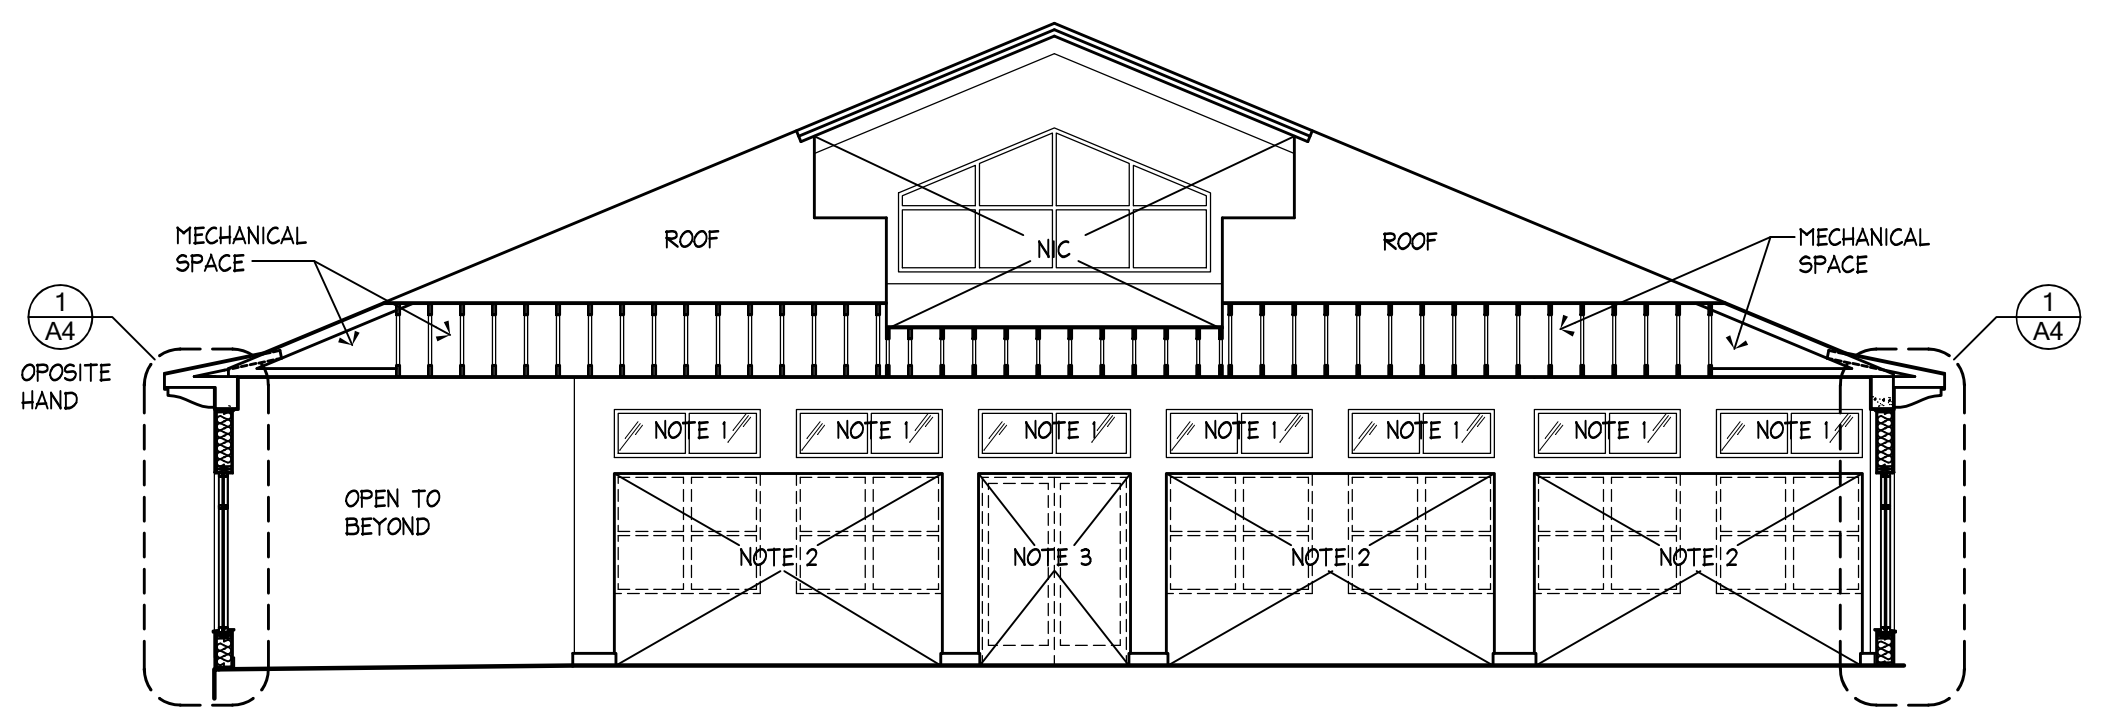 MECHANICAL
SPACE
ROOF
NIC
ROOF
MECHANICAL
SPACE
1
A4
OPOSITE
HAND
1
A4
NOTE 1
NOTE 1
NOTE 1
NOTE 1
NOTE 1
NOTE 1
NOTE 1
OPEN TO
BEYOND
NOTE 2
NOTE 3
NOTE 2
NOTE 2